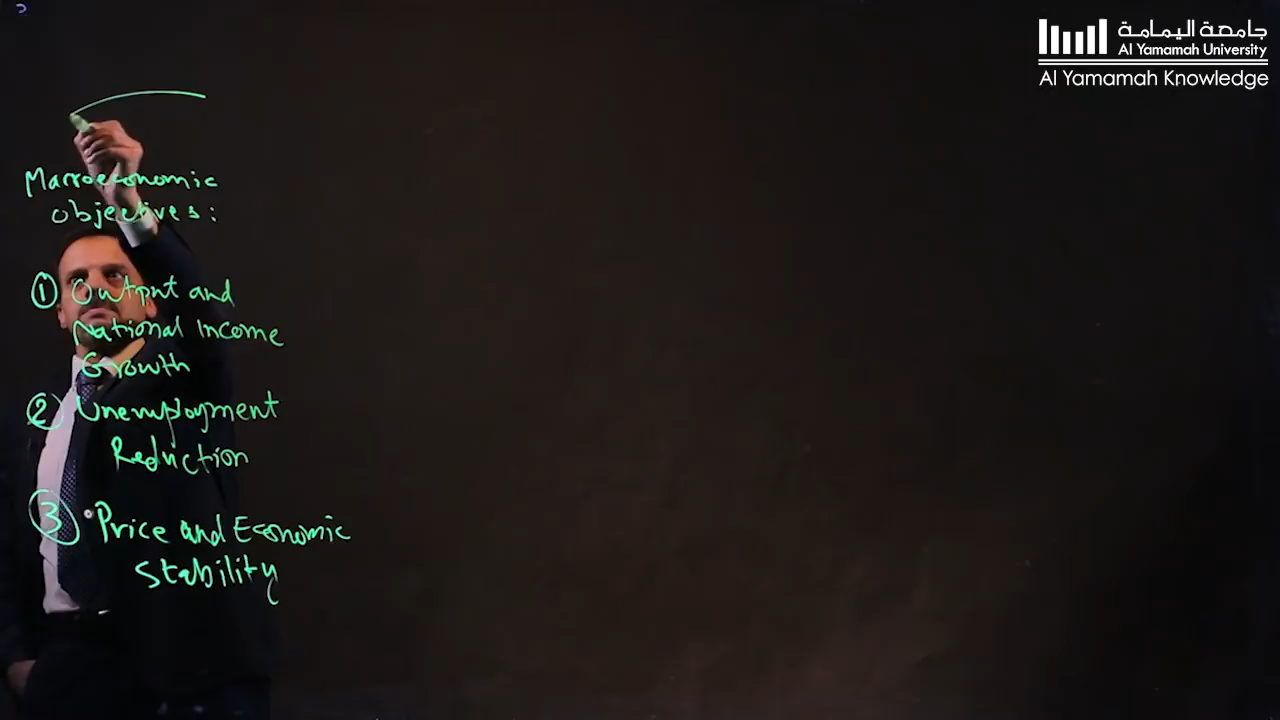 جامعة اليمامة
Al Yamamah University
Al Yamamah Knowledge
Macroeconomic
objectives:
① Output and
National Income
Growth
② Unemployment
Reduction
③ Price and Economic
Stability